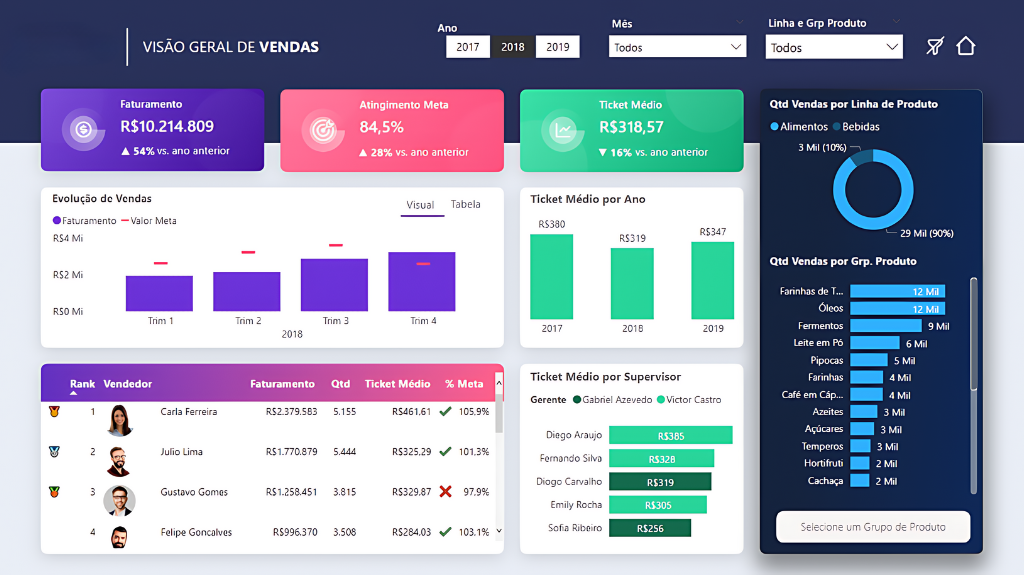 VISÃO GERAL DE VENDAS
Ano
2017 2018 2019
Mês
Todos
Linha e Grp Produto
Todos
Faturamento
R$10.214.809
▲ 54% vs. ano anterior
Atingimento Meta
84,5%
▲ 28% vs. ano anterior
Ticket Médio
R$318,57
▼ 16% vs. ano anterior
Evolução de Vendas
Visual Tabela
Faturamento Valor Meta
R$4 Mi
R$2 Mi
R$0 Mi
Trim 1 Trim 2 Trim 3 Trim 4
2018
Ticket Médio por Ano
R$380 R$319 R$347
2017 2018 2019
Rank Vendedor Faturamento Qtd Ticket Médio % Meta
1 Carla Ferreira R$2.379.583 5.155 R$461,61 105,9%
2 Julio Lima R$1.770.879 5.444 R$325,29 101,3%
3 Gustavo Gomes R$1.258.451 3.815 R$329,87 97,9%
4 Felipe Goncalves R$996.370 3.508 R$284,03 103,1%
Ticket Médio por Supervisor
Gerente Gabriel Azevedo Victor Castro
Diego Araujo R$385
Fernando Silva R$328
Diogo Carvalho R$319
Emily Rocha R$305
Sofia Ribeiro R$256
Qtd Vendas por Linha de Produto
Alimentos Bebidas
3 Mil (10%)
29 Mil (90%)
Qtd Vendas por Grp. Produto
Farinhas de T... 12 Mil
Óleos 12 Mil
Fermentos 9 Mil
Leite em Pó 6 Mil
Pipocas 5 Mil
Farinhas 4 Mil
Café em Cáp... 4 Mil
Azeites 3 Mil
Açúcares 3 Mil
Temperos 3 Mil
Hortifruti 2 Mil
Cachaça 2 Mil
Selecione um Grupo de Produto